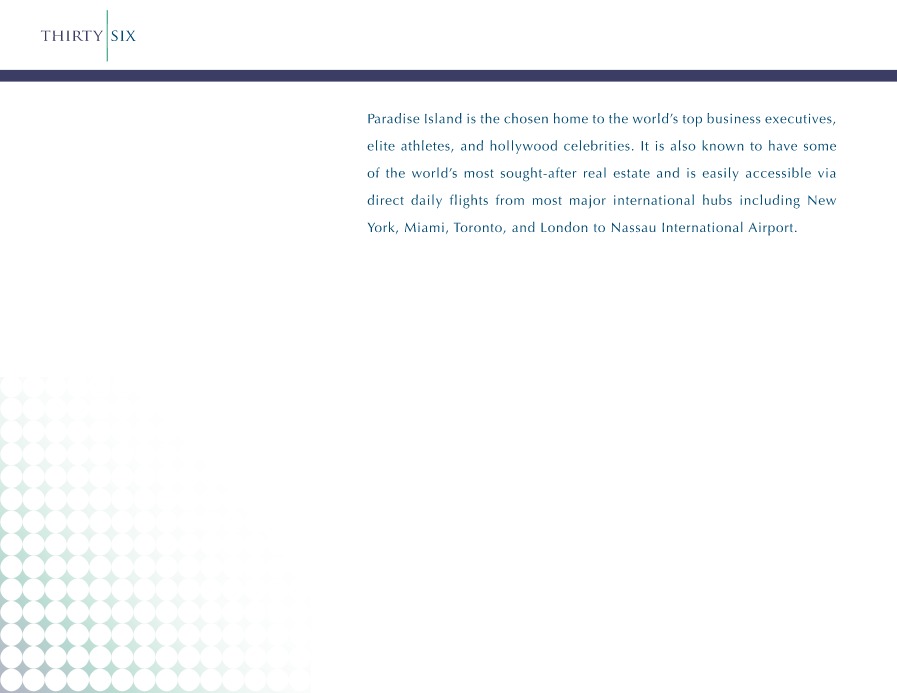 THIRTY SIX
Paradise Island is the chosen home to the world’s top business executives,
elite athletes, and hollywood celebrities. It is also known to have some
of the world’s most sought-after real estate and is easily accessible via
direct daily flights from most major international hubs including New
York, Miami, Toronto, and London to Nassau International Airport.